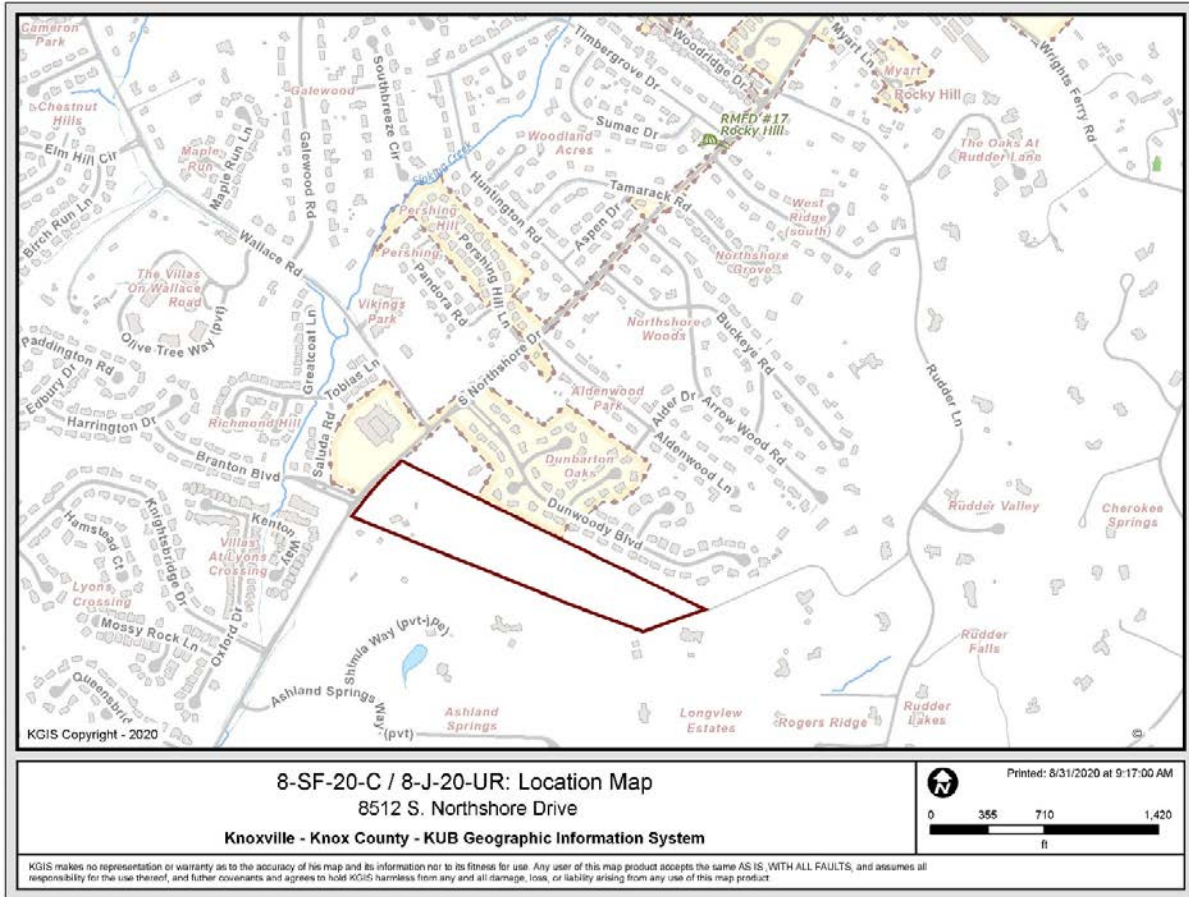 Cameron
Park
Chestnut
Hills
Elm Hill Cir
Birch Run Ln
Maple
Run
Maple Run Ln
Galewood
Galewood Rd
Southbreeze Cir
Sinking Creek
Timbergrove Dr
Woodridge Dr
Myart Ln
Myart
Rocky Hill
Wrights Ferry Rd
RMFD #17
Rocky Hill
Sumac Dr
Woodland
Acres
The Oaks At
Rudder Lane
Huntington Rd
Tamarack Rd
Aspen Dr
West
Ridge
(south)
Northshore
Grove
Pershing
Hill
Pershing
Pershing Hill Ln
Pandora Rd
Wallace Rd
The Villas
On Wallace
Road
Olive Tree Way (pvt)
Vikings
Park
Greatcoat Ln
Tobias Ln
Paddington Rd
Edbury Dr
Harrington Dr
Richmond Hill
Saluda Rd
Branton Blvd
S Northshore Dr
Northshore
Woods
Buckeye Rd
Rudder Ln
Aldenwood
Park
Alder Dr
Arrow Wood Rd
Aldenwood Ln
Dunbarton
Oaks
Dunwoody Blvd
Rudder Valley
Cherokee
Springs
Hamstead Ct
Knightsbridge Dr
Kenton Way
Villas
At Lyons
Crossing
Lyons
Crossing
Mossy Rock Ln
Oxford Dr
Queensbrid
Shimla Way (pvt-jpe)
Ashland Springs Way
(pvt)
Ashland
Springs
Longview
Estates
Rogers Ridge
Rudder
Falls
Rudder
Lakes
KGIS Copyright - 2020
©
8-SF-20-C / 8-J-20-UR: Location Map
8512 S. Northshore Drive
Knoxville - Knox County - KUB Geographic Information System
N
Printed: 8/31/2020 at 9:17:00 AM
0 355 710 1,420
ft
KGIS makes no representation or warranty as to the accuracy of his map and its information nor to its fitness for use. Any user of this map product accepts the same AS IS ,WITH ALL FAULTS, and assumes all
responsibility for the use thereof, and futher covenants and agrees to hold KGIS harmless from any and all damage, loss, or liability arising from any use of this map product.